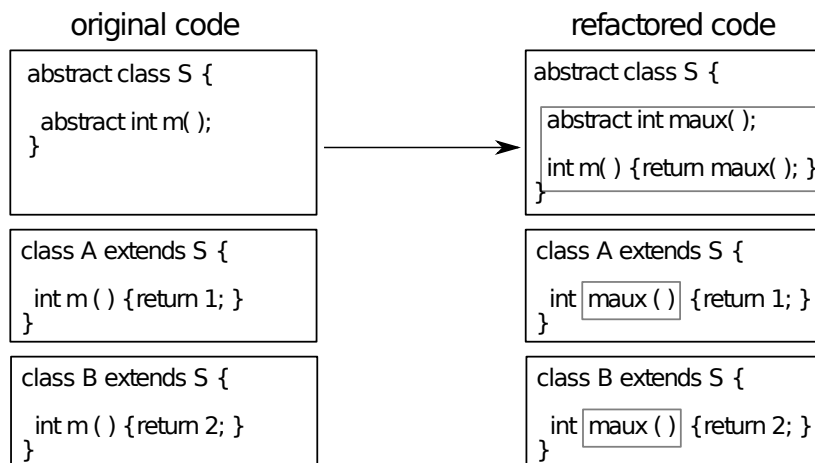 original code
abstract class S {
abstract int m( );
}
class A extends S {
int m ( ) {return 1; }
}
class B extends S {
int m ( ) {return 2; }
}
refactored code
abstract class S {
abstract int maux( );
int m( ) {return maux( ); }
}
class A extends S {
int maux ( ) {return 1; }
}
class B extends S {
int maux ( ) {return 2; }
}